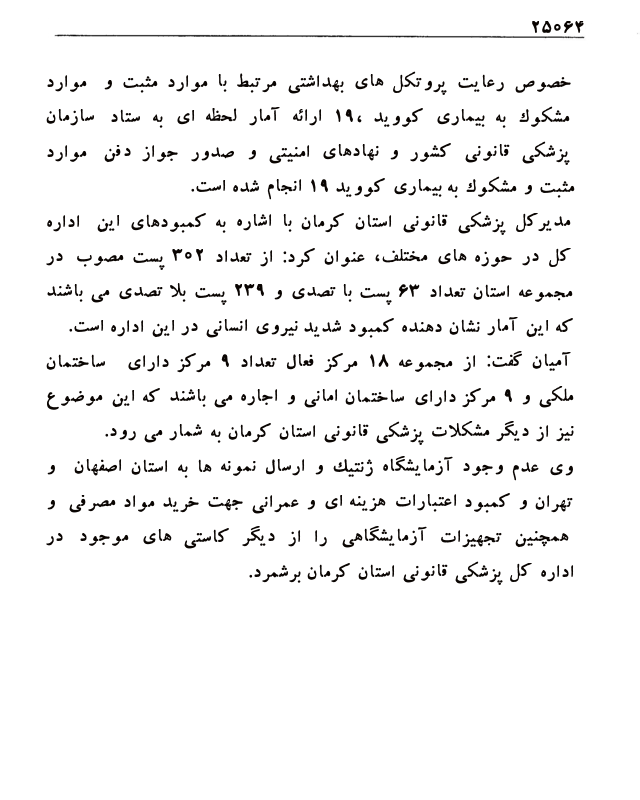 ۲۵۰۶۴
خصوص رعایت پروتکل های بهداشتی مرتبط با موارد مثبت و موارد
مشکوك به بیماری کووید ،۱۹ ارائه آمار لحظه ای به ستاد سازمان
پزشکی قانونی کشور و نهادهای امنیتی و صدور جواز دفن موارد
مثبت و مشکوك به بیماری کووید ۱۹ انجام شده است.
مدیرکل پزشکی قانونی استان کرمان با اشاره به کمبودهای این اداره
کل در حوزه های مختلف، عنوان کرد: از تعداد ۳۰۲ پست مصوب در
مجموعه استان تعداد ۶۳ پست با تصدی و ۲۳۹ پست بلا تصدی می باشند
که این آمار نشان دهنده کمبود شدید نیروی انسانی در این اداره است.
آمیان گفت: از مجموعه ۱۸ مرکز فعال تعداد ۹ مرکز دارای ساختمان
ملکی و ۹ مرکز دارای ساختمان امانی و اجاره می باشند که این موضوع
نیز از دیگر مشکلات پزشکی قانونی استان کرمان به شمار می رود.
وی عدم وجود آزمایشگاه ژنتیك و ارسال نمونه ها به استان اصفهان و
تهران و کمبود اعتبارات هزینه ای و عمرانی جهت خرید مواد مصرفی و
همچنین تجهیزات آزمایشگاهی را از دیگر کاستی های موجود در
اداره کل پزشکی قانونی استان کرمان برشمرد.